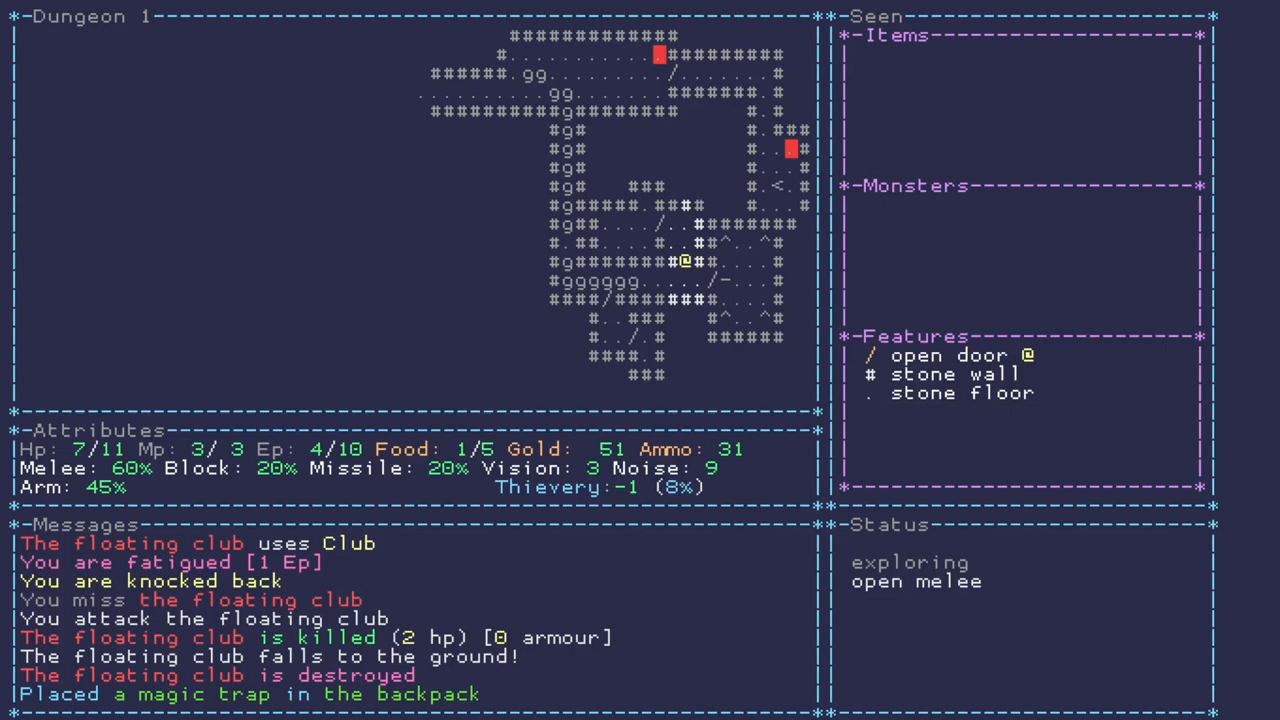 Dungeon 1
Seen
Items
#############
#...........#########
######.gg........./.......#
..........gg.......#######.#
##########g########
#.#
#g#
#.###
#g#
#...#
#g#
#...#
#g#
###
#.<.#
Monsters
#g#####.####
#...#
#g##..../..#######
#.##....#..#^..^#
#g########@#....#
#gggggg...../-...#
####/#######....#
#..###
#^..^#
#../.#
######
Features
####.#
/ open door @
###
# stone wall
. stone floor
Attributes
Hp: 7/11 Mp: 3/ 3 Ep: 4/10 Food: 1/5 Gold: 51 Ammo: 31
Melee: 60% Block: 20% Missile: 20% Vision: 3 Noise: 9
Arm: 45% Thievery:-1 (8%)
Messages
The floating club uses Club
You are fatigued [1 Ep]
You are knocked back
You miss the floating club
You attack the floating club
The floating club is killed (2 hp) [0 armour]
The floating club falls to the ground!
The floating club is destroyed
Placed a magic trap in the backpack
Status
exploring
open melee